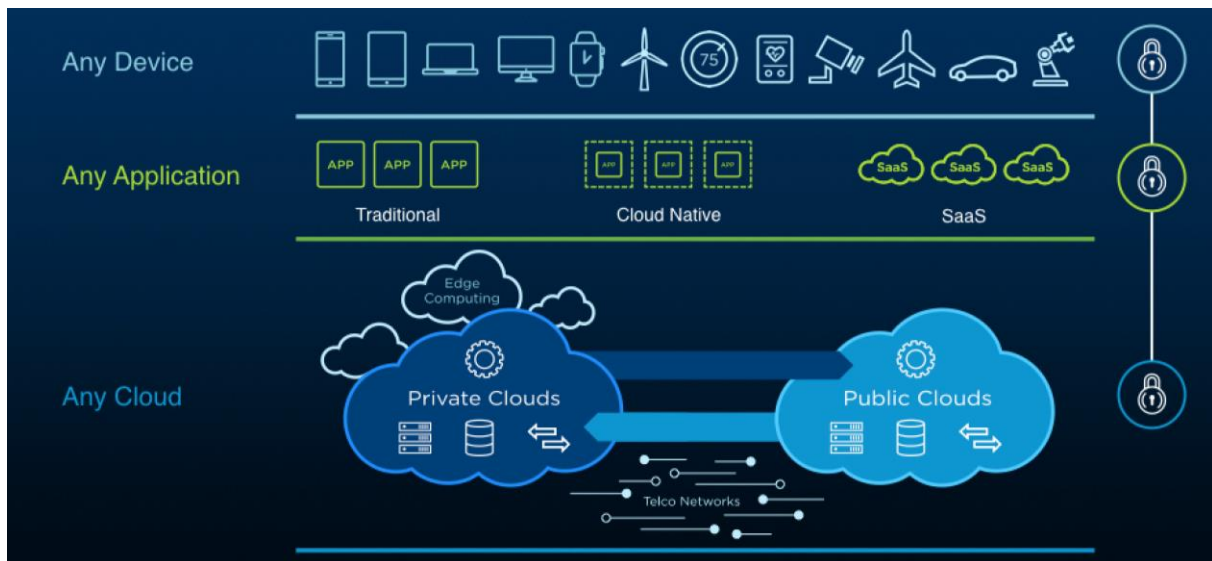 Any Device
75
Any Application
APP APP APP
APP APP APP
SaaS SaaS SaaS
Traditional
Cloud Native
SaaS
Edge
Computing
Any Cloud
Private Clouds
Public Clouds
Telco Networks